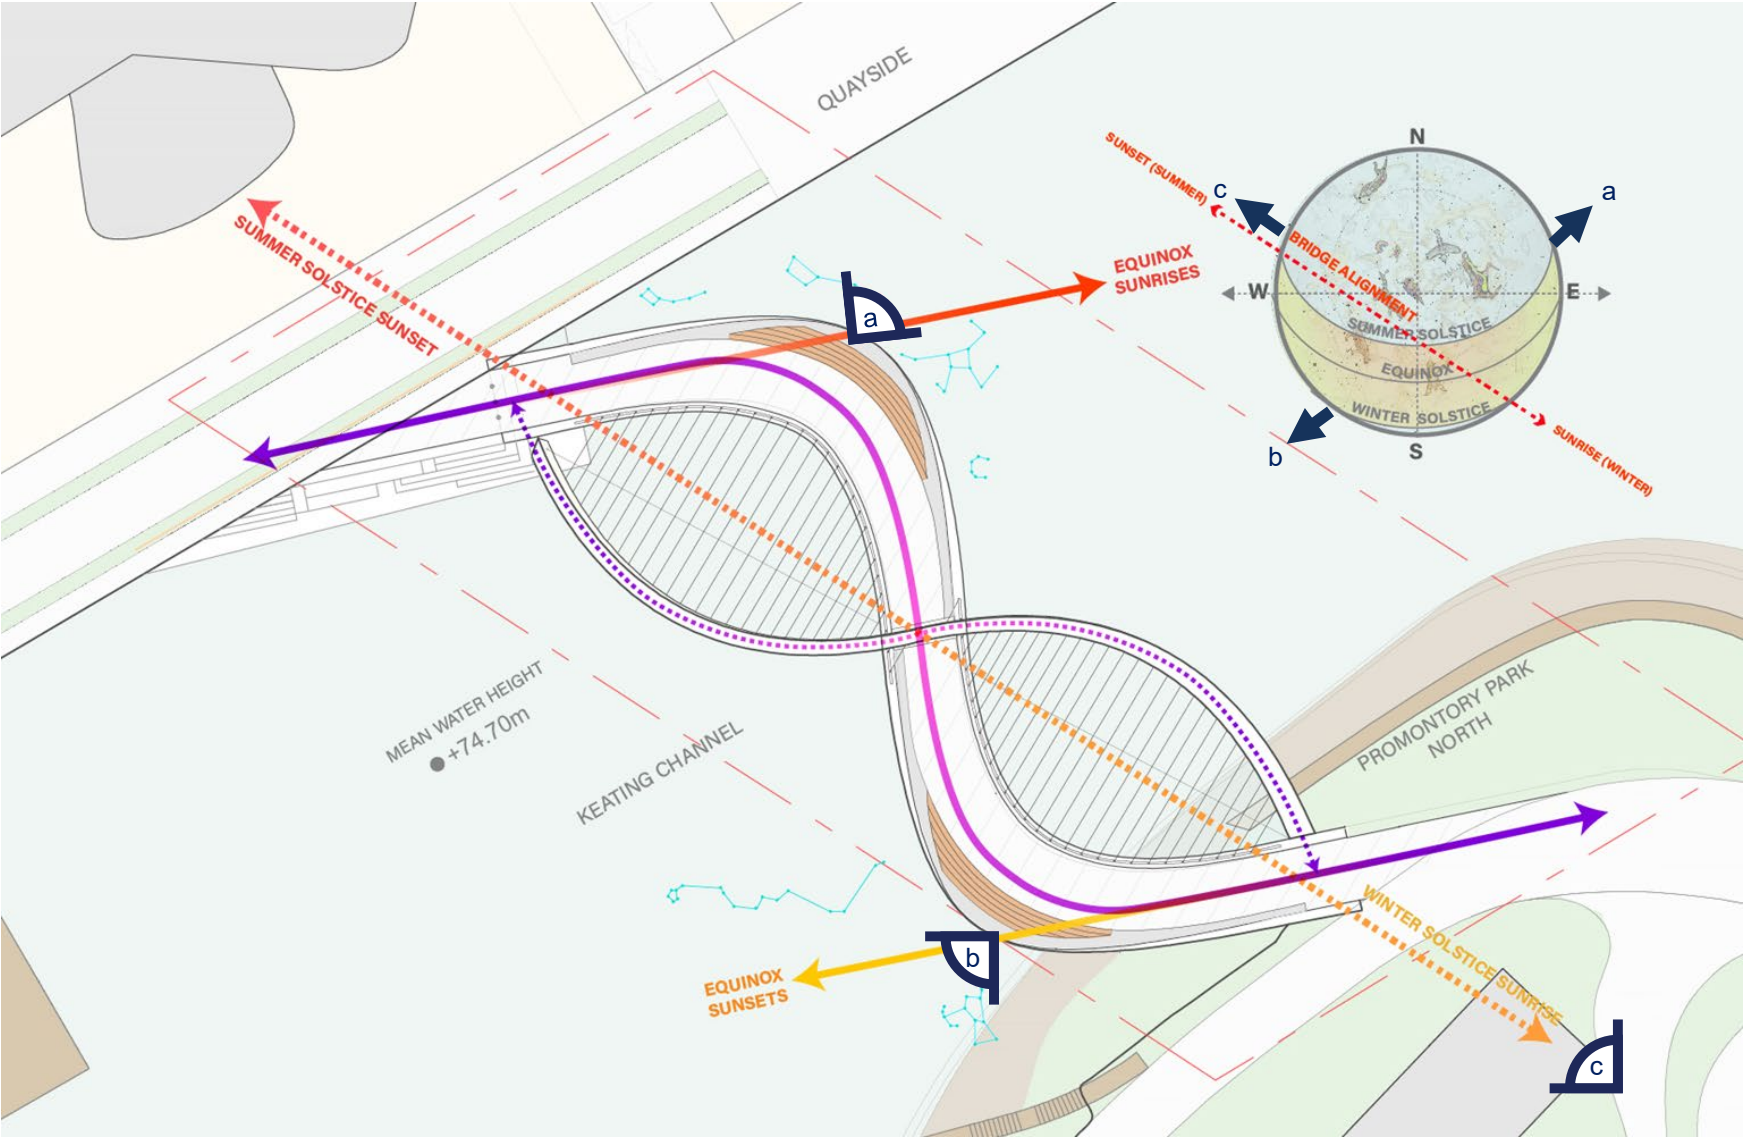 QUAYSIDE
SUMMER SOLSTICE SUNSET
EQUINOX
SUNRISES
a
SUNSET (SUMMER)
c
N
a
BRIDGE ALIGNMENT
W
E
SUMMER SOLSTICE
EQUINOX
WINTER SOLSTICE
b
S
SUNRISE (WINTER)
MEAN WATER HEIGHT
+74.70m
KEATING CHANNEL
PROMONTORY PARK
NORTH
WINTER SOLSTICE SUNRISE
EQUINOX
SUNSETS
b
c